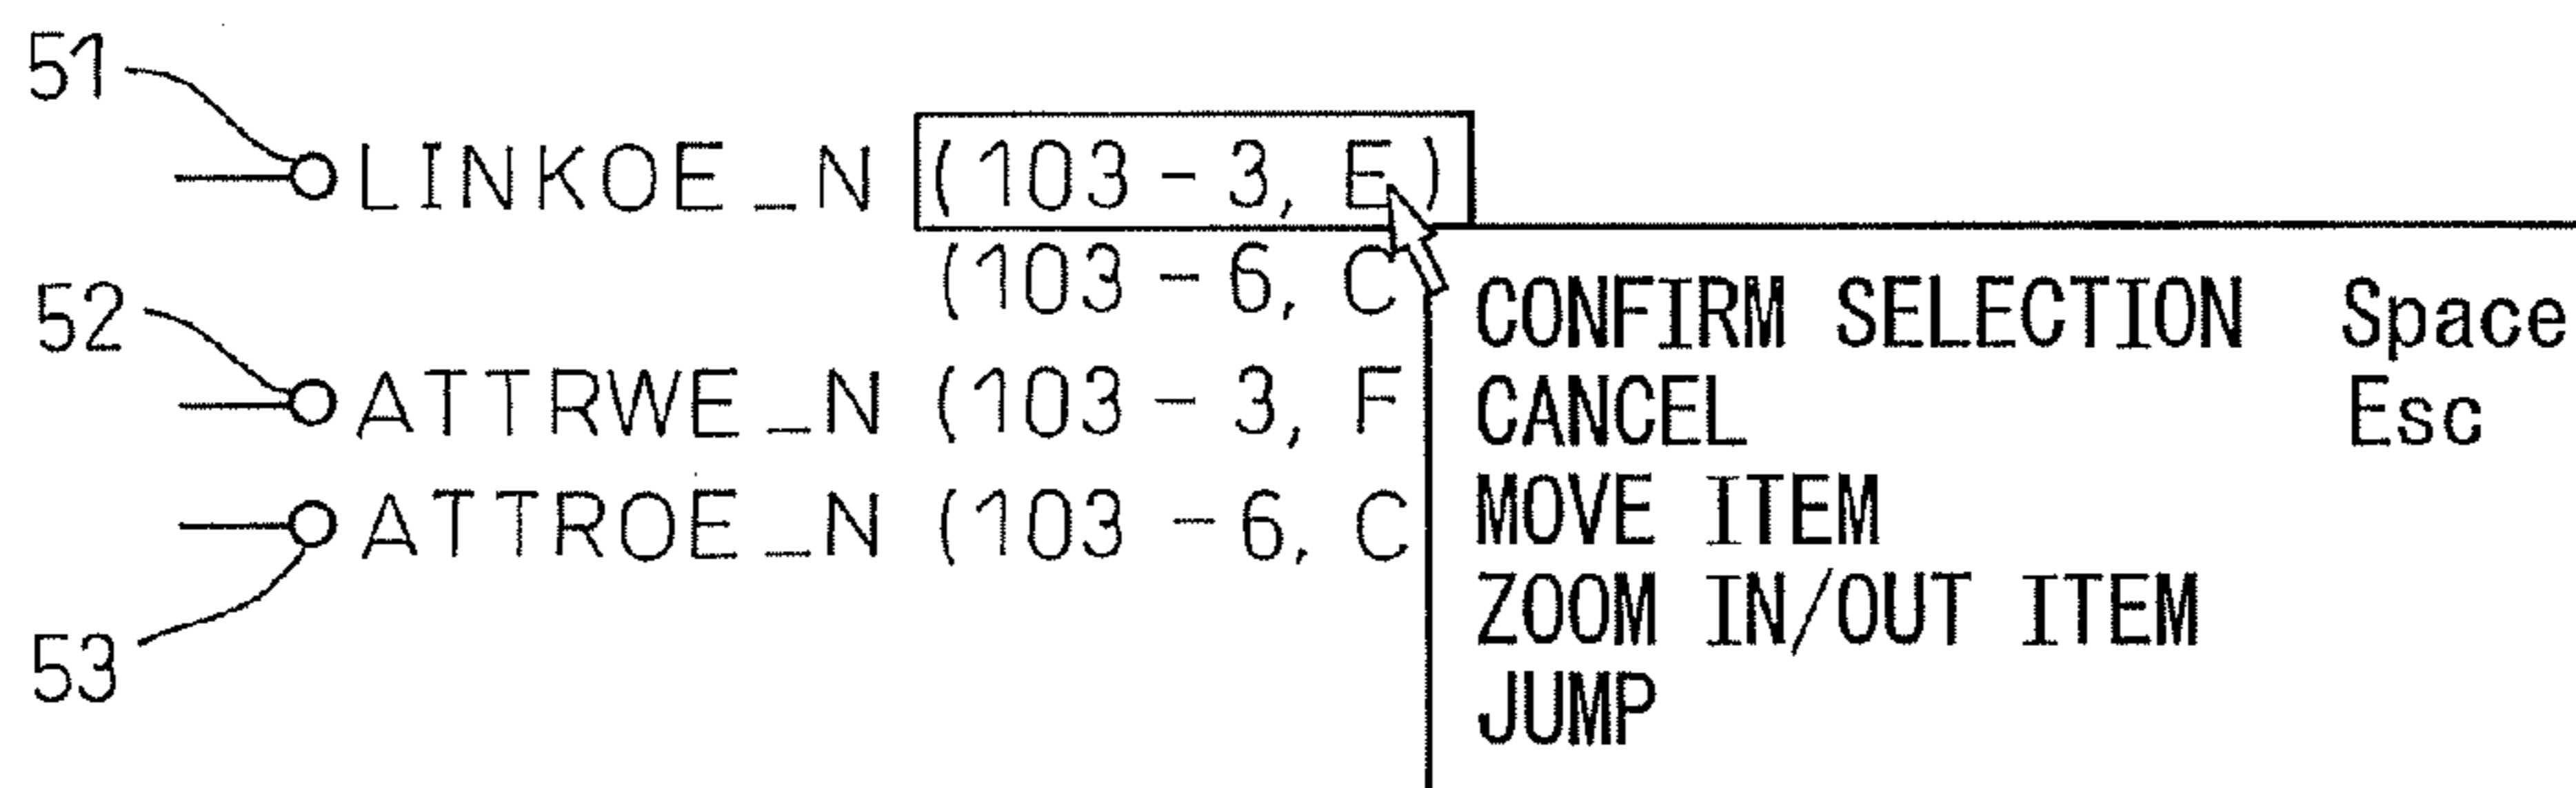 51
LINKOE_N (103-3, E)
(103-6, C
52
ATTRWE_N (103-3, F
ATTROE_N (103-6, C
53
CONFIRM SELECTION Space
CANCEL Esc
MOVE ITEM
ZOOM IN/OUT ITEM
JUMP